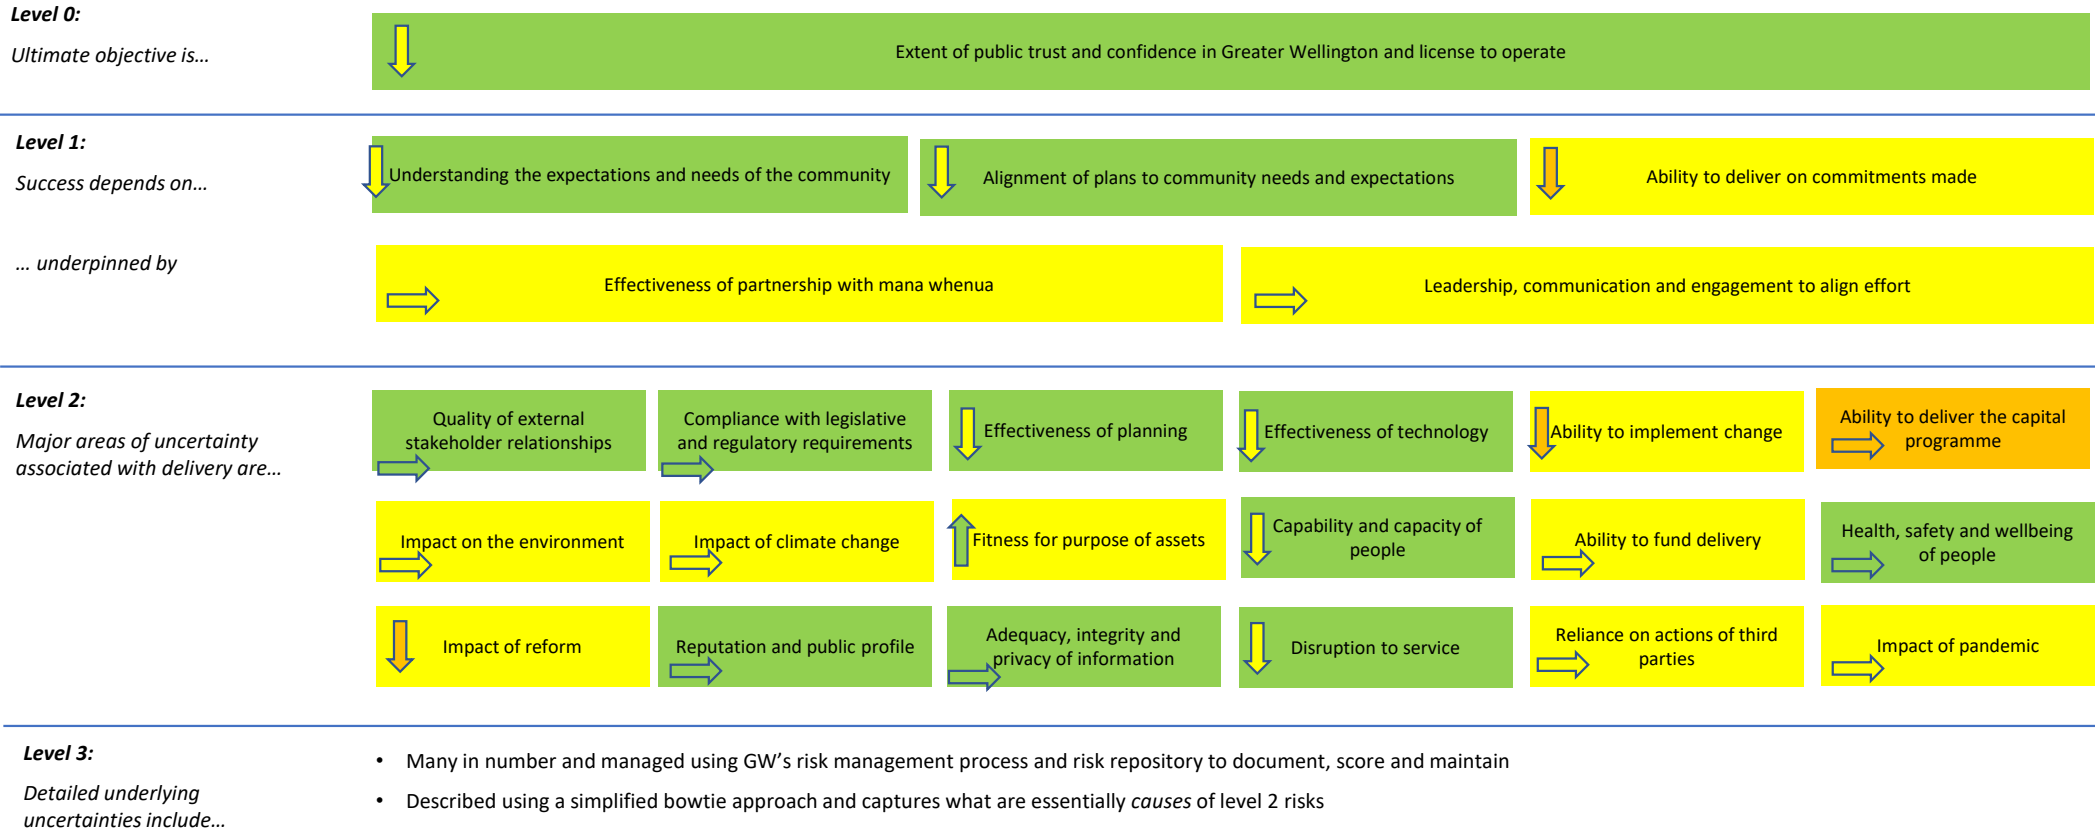 Level 0:
Ultimate objective is…
Extent of public trust and confidence in Greater Wellington and license to operate
Level 1:
Success depends on…
Understanding the expectations and needs of the community
Alignment of plans to community needs and expectations
Ability to deliver on commitments made
… underpinned by
Effectiveness of partnership with mana whenua
Leadership, communication and engagement to align effort
Level 2:
Major areas of uncertainty
associated with delivery are…
Quality of external
stakeholder relationships
Compliance with legislative
and regulatory requirements
Effectiveness of planning
Effectiveness of technology
Ability to implement change
Ability to deliver the capital
programme
Impact on the environment
Impact of climate change
Fitness for purpose of assets
Capability and capacity of
people
Ability to fund delivery
Health, safety and wellbeing
of people
Impact of reform
Reputation and public profile
Adequacy, integrity and
privacy of information
Disruption to service
Reliance on actions of third
parties
Impact of pandemic
Level 3:
Detailed underlying
uncertainties include…
• Many in number and managed using GW’s risk management process and risk repository to document, score and maintain
• Described using a simplified bowtie approach and captures what are essentially causes of level 2 risks